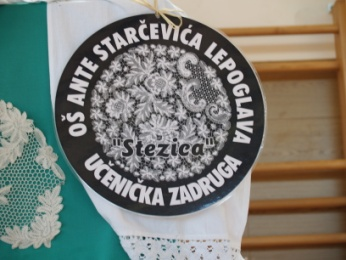 OŠ ANTE STARČEVIĆA LEPOGLAVA
"Stezica"
UČENIČKA ZADRUGA